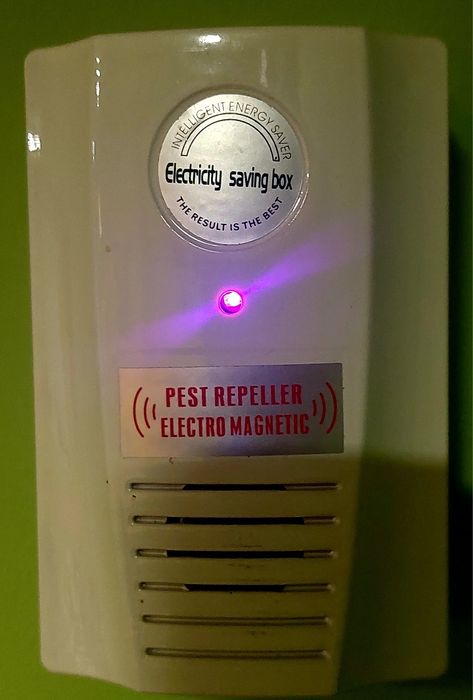 INTELLIGENT ENERGY SAVER
Electricity saving box
THE RESULT IS THE BEST
PEST REPELLER
ELECTRO MAGNETIC